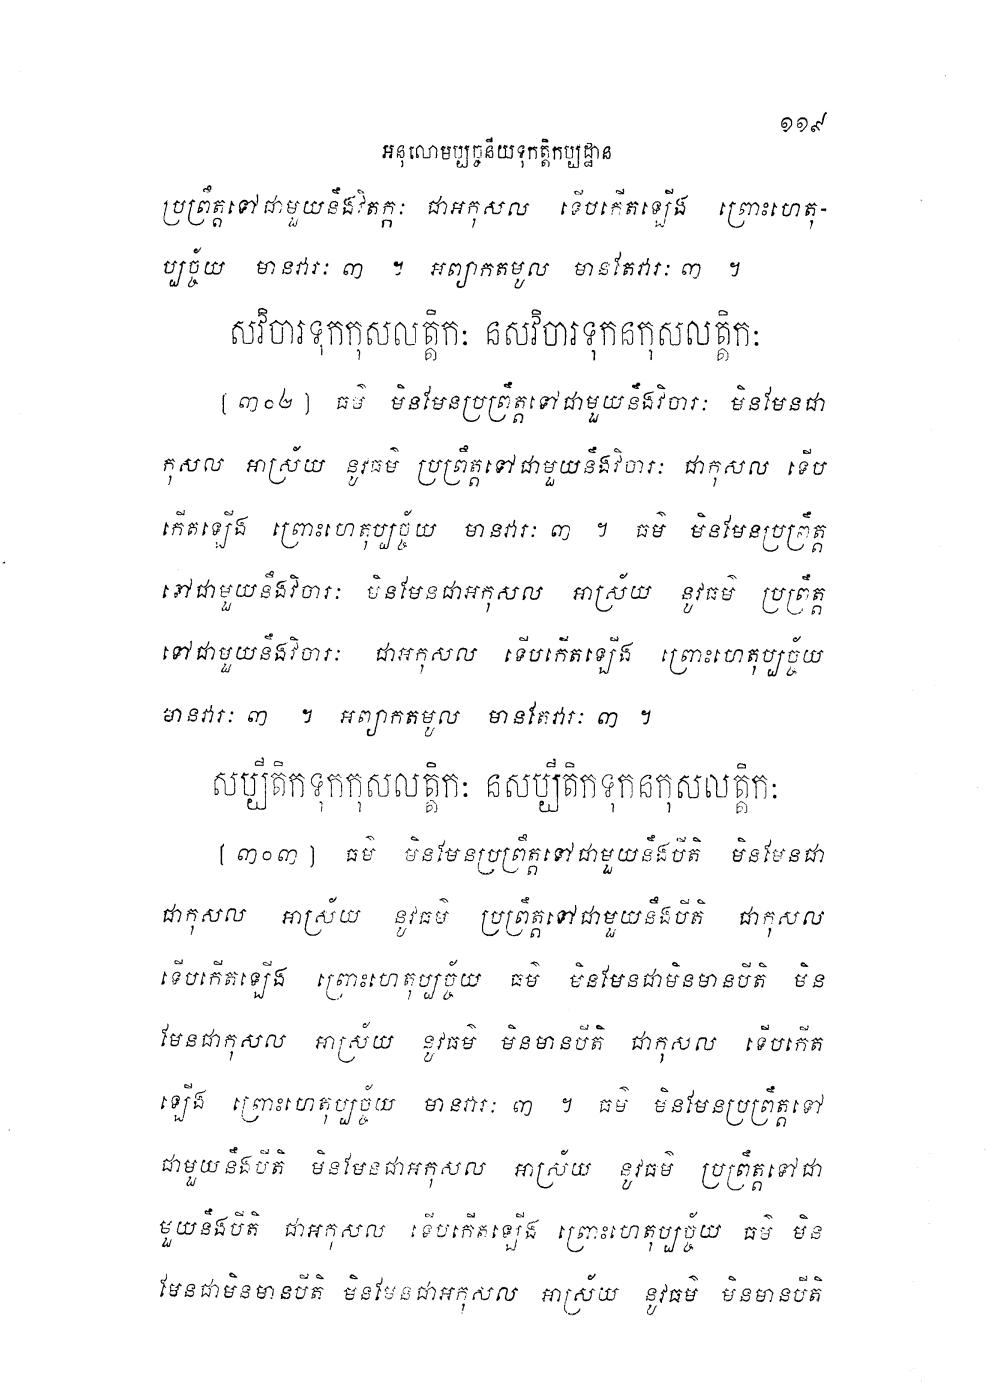 ១១៩
អនុលោមប្បច្ចនីយទុកត្តិកប្បដ្ឋាន
ប្រព្រឹត្តទៅជាមួយនឹងវិតក្កៈ ជាអកុសល ទើបកើតឡើង ព្រោះហេតុ-
ប្បច្ច័យ មានវារៈ ៣ ។ អព្យាកតមូល មានតែវារៈ ៣ ។
សវិចារទុកកុសលត្តិកៈ នសវិចារទុកនកុសលត្តិកៈ
[ ៣០២ ] ធម៌ មិនមែនប្រព្រឹត្តទៅជាមួយនឹងវិចារៈ មិនមែនជា
កុសល អាស្រ័យ នូវធម៌ ប្រព្រឹត្តទៅជាមួយនឹងវិចារៈ ជាកុសល ទើប
កើតឡើង ព្រោះហេតុប្បច្ច័យ មានវារៈ ៣ ។ ធម៌ មិនមែនប្រព្រឹត្ត
ទៅជាមួយនឹងវិចារៈ មិនមែនជាអកុសល អាស្រ័យ នូវធម៌ ប្រព្រឹត្ត
ទៅជាមួយនឹងវិចារៈ ជាអកុសល ទើបកើតឡើង ព្រោះហេតុប្បច្ច័យ
មានវារៈ ៣ ។ អព្យាកតមូល មានតែវារៈ ៣ ។
សប្បីតិកទុកកុសលត្តិកៈ នសប្បីតិកទុកនកុសលត្តិកៈ
[ ៣០៣ ] ធម៌ មិនមែនប្រព្រឹត្តទៅជាមួយនឹងបីតិ មិនមែនជា
ជាកុសល អាស្រ័យ នូវធម៌ ប្រព្រឹត្តទៅជាមួយនឹងបីតិ ជាកុសល
ទើបកើតឡើង ព្រោះហេតុប្បច្ច័យ ធម៌ មិនមែនជាមិនមានបីតិ មិន
មែនជាកុសល អាស្រ័យ នូវធម៌ មិនមានបីតិ ជាកុសល ទើបកើត
ឡើង ព្រោះហេតុប្បច្ច័យ មានវារៈ ៣ ។ ធម៌ មិនមែនប្រព្រឹត្តទៅ
ជាមួយនឹងបីតិ មិនមែនជាអកុសល អាស្រ័យ នូវធម៌ ប្រព្រឹត្តទៅជា
មួយនឹងបីតិ ជាអកុសល ទើបកើតឡើង ព្រោះហេតុប្បច្ច័យ ធម៌ មិន
មែនជាមិនមានបីតិ មិនមែនជាអកុសល អាស្រ័យ នូវធម៌ មិនមានបីតិ